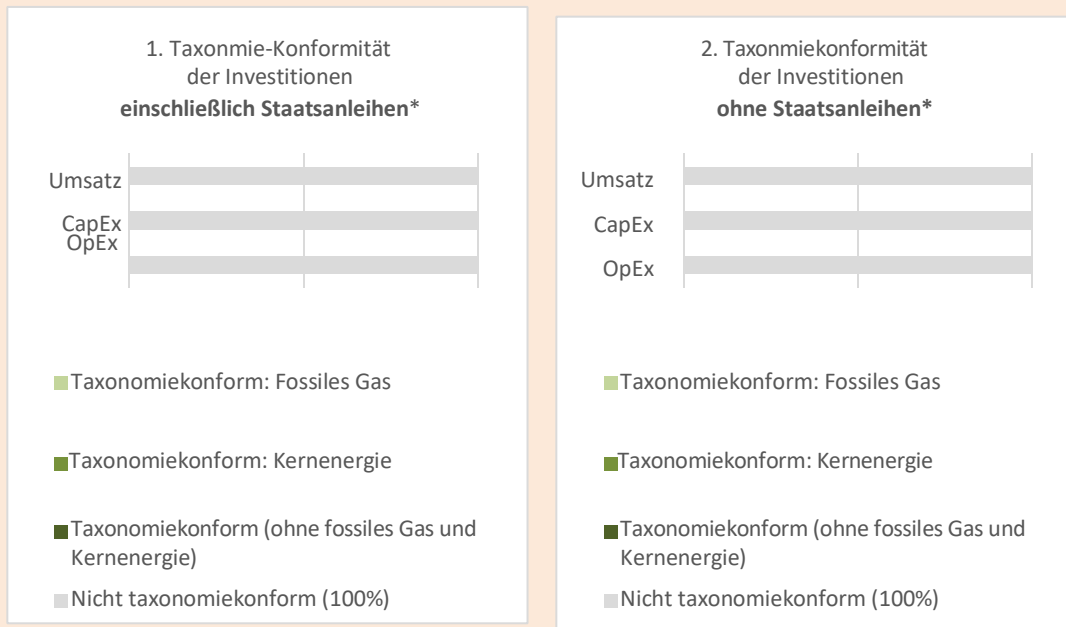 1. Taxonmie-Konformität
der Investitionen
einschließlich Staatsanleihen*
Umsatz
CapEx
OpEx
Taxonomiekonform: Fossiles Gas
Taxonomiekonform: Kernenergie
Taxonomiekonform (ohne fossiles Gas und
Kernenergie)
Nicht taxonomiekonform (100%)
2. Taxonmiekonformität
der Investitionen
ohne Staatsanleihen*
Umsatz
CapEx
OpEx
Taxonomiekonform: Fossiles Gas
Taxonomiekonform: Kernenergie
Taxonomiekonform (ohne fossiles Gas und
Kernenergie)
Nicht taxonomiekonform (100%)